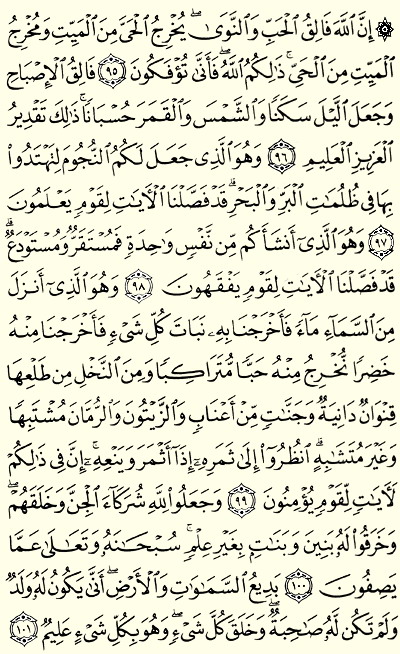 ۞ إِنَّ ٱللَّهَ فَالِقُ ٱلْحَبِّ وَٱلنَّوَىٰ ۖ يُخْرِجُ ٱلْحَىَّ مِنَ ٱلْمَيِّتِ وَمُخْرِجُ
ٱلْمَيِّتِ مِنَ ٱلْحَىِّ ۚ ذَٰلِكُمُ ٱللَّهُ ۖ فَأَنَّىٰ تُؤْفَكُونَ ٩٥ فَالِقُ ٱلْإِصْبَاحِ
وَجَعَلَ ٱلَّيْلَ سَكَنًا وَٱلشَّمْسَ وَٱلْقَمَرَ حُسْبَانًا ۚ ذَٰلِكَ تَقْدِيرُ
ٱلْعَزِيزِ ٱلْعَلِيمِ ٩٦ وَهُوَ ٱلَّذِى جَعَلَ لَكُمُ ٱلنُّجُومَ لِتَهْتَدُوا۟
بِهَا فِى ظُلُمَٰتِ ٱلْبَرِّ وَٱلْبَحْرِ ۗ قَدْ فَصَّلْنَا ٱلْءَايَٰتِ لِقَوْمٍ يَعْلَمُونَ
٩٧ وَهُوَ ٱلَّذِىٓ أَنشَأَكُم مِّن نَّفْسٍ وَٰحِدَةٍ فَمُسْتَقَرٌّ وَمُسْتَوْدَعٌ ۗ
قَدْ فَصَّلْنَا ٱلْءَايَٰتِ لِقَوْمٍ يَفْقَهُونَ ٩٨ وَهُوَ ٱلَّذِىٓ أَنزَلَ
مِنَ ٱلسَّمَآءِ مَآءً فَأَخْرَجْنَا بِهِۦ نَبَاتَ كُلِّ شَىْءٍ فَأَخْرَجْنَا مِنْهُ
خَضِرًا نُّخْرِجُ مِنْهُ حَبًّا مُّتَرَاكِبًا وَمِنَ ٱلنَّخْلِ مِن طَلْعِهَا
قِنْوَانٌ دَانِيَةٌ وَجَنَّٰتٍ مِّنْ أَعْنَابٍ وَٱلزَّيْتُونَ وَٱلرُّمَّانَ مُشْتَبِهًا
وَغَيْرَ مُتَشَٰبِهٍ ۗ ٱنظُرُوٓا۟ إِلَىٰ ثَمَرِهِۦٓ إِذَآ أَثْمَرَ وَيَنْعِهِۦٓ ۚ إِنَّ فِى ذَٰلِكُمْ
لَءَايَٰتٍ لِّقَوْمٍ يُؤْمِنُونَ ٩٩ وَجَعَلُوا۟ لِلَّهِ شُرَكَآءَ ٱلْجِنَّ وَخَلَقَهُمْ ۖ
وَخَرَقُوا۟ لَهُۥ بَنِينَ وَبَنَٰتٍۭ بِغَيْرِ عِلْمٍ ۚ سُبْحَٰنَهُۥ وَتَعَٰلَىٰ عَمَّا
يَصِفُونَ ١٠٠ بَدِيعُ ٱلسَّمَٰوَٰتِ وَٱلْأَرْضِ ۖ أَنَّىٰ يَكُونُ لَهُۥ وَلَدٌ
وَلَمْ تَكُن لَّهُۥ صَٰحِبَةٌ ۖ وَخَلَقَ كُلَّ شَىْءٍ ۖ وَهُوَ بِكُلِّ شَىْءٍ عَلِيمٌ ١٠١